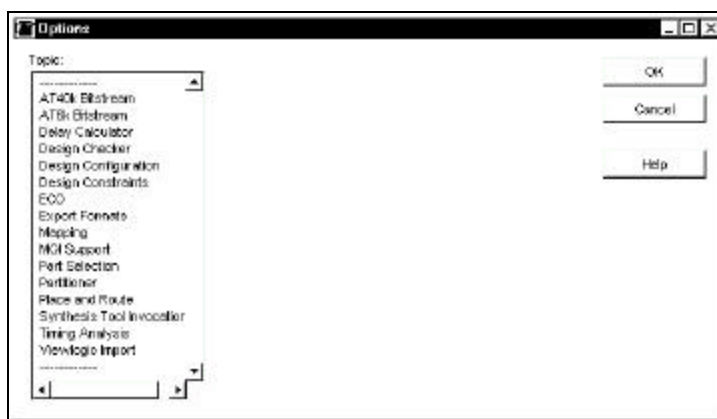 Options
Topic:
------------
AT40k Bitstream
AT6k Bitstream
Delay Calculator
Design Checker
Design Configuration
Design Constraints
ECO
Export Formats
Mapping
MGI Support
Part Selection
Partitioner
Place and Route
Synthesis Tool Invocation
Timing Analysis
Viewlogic Import
------------
OK
Cancel
Help